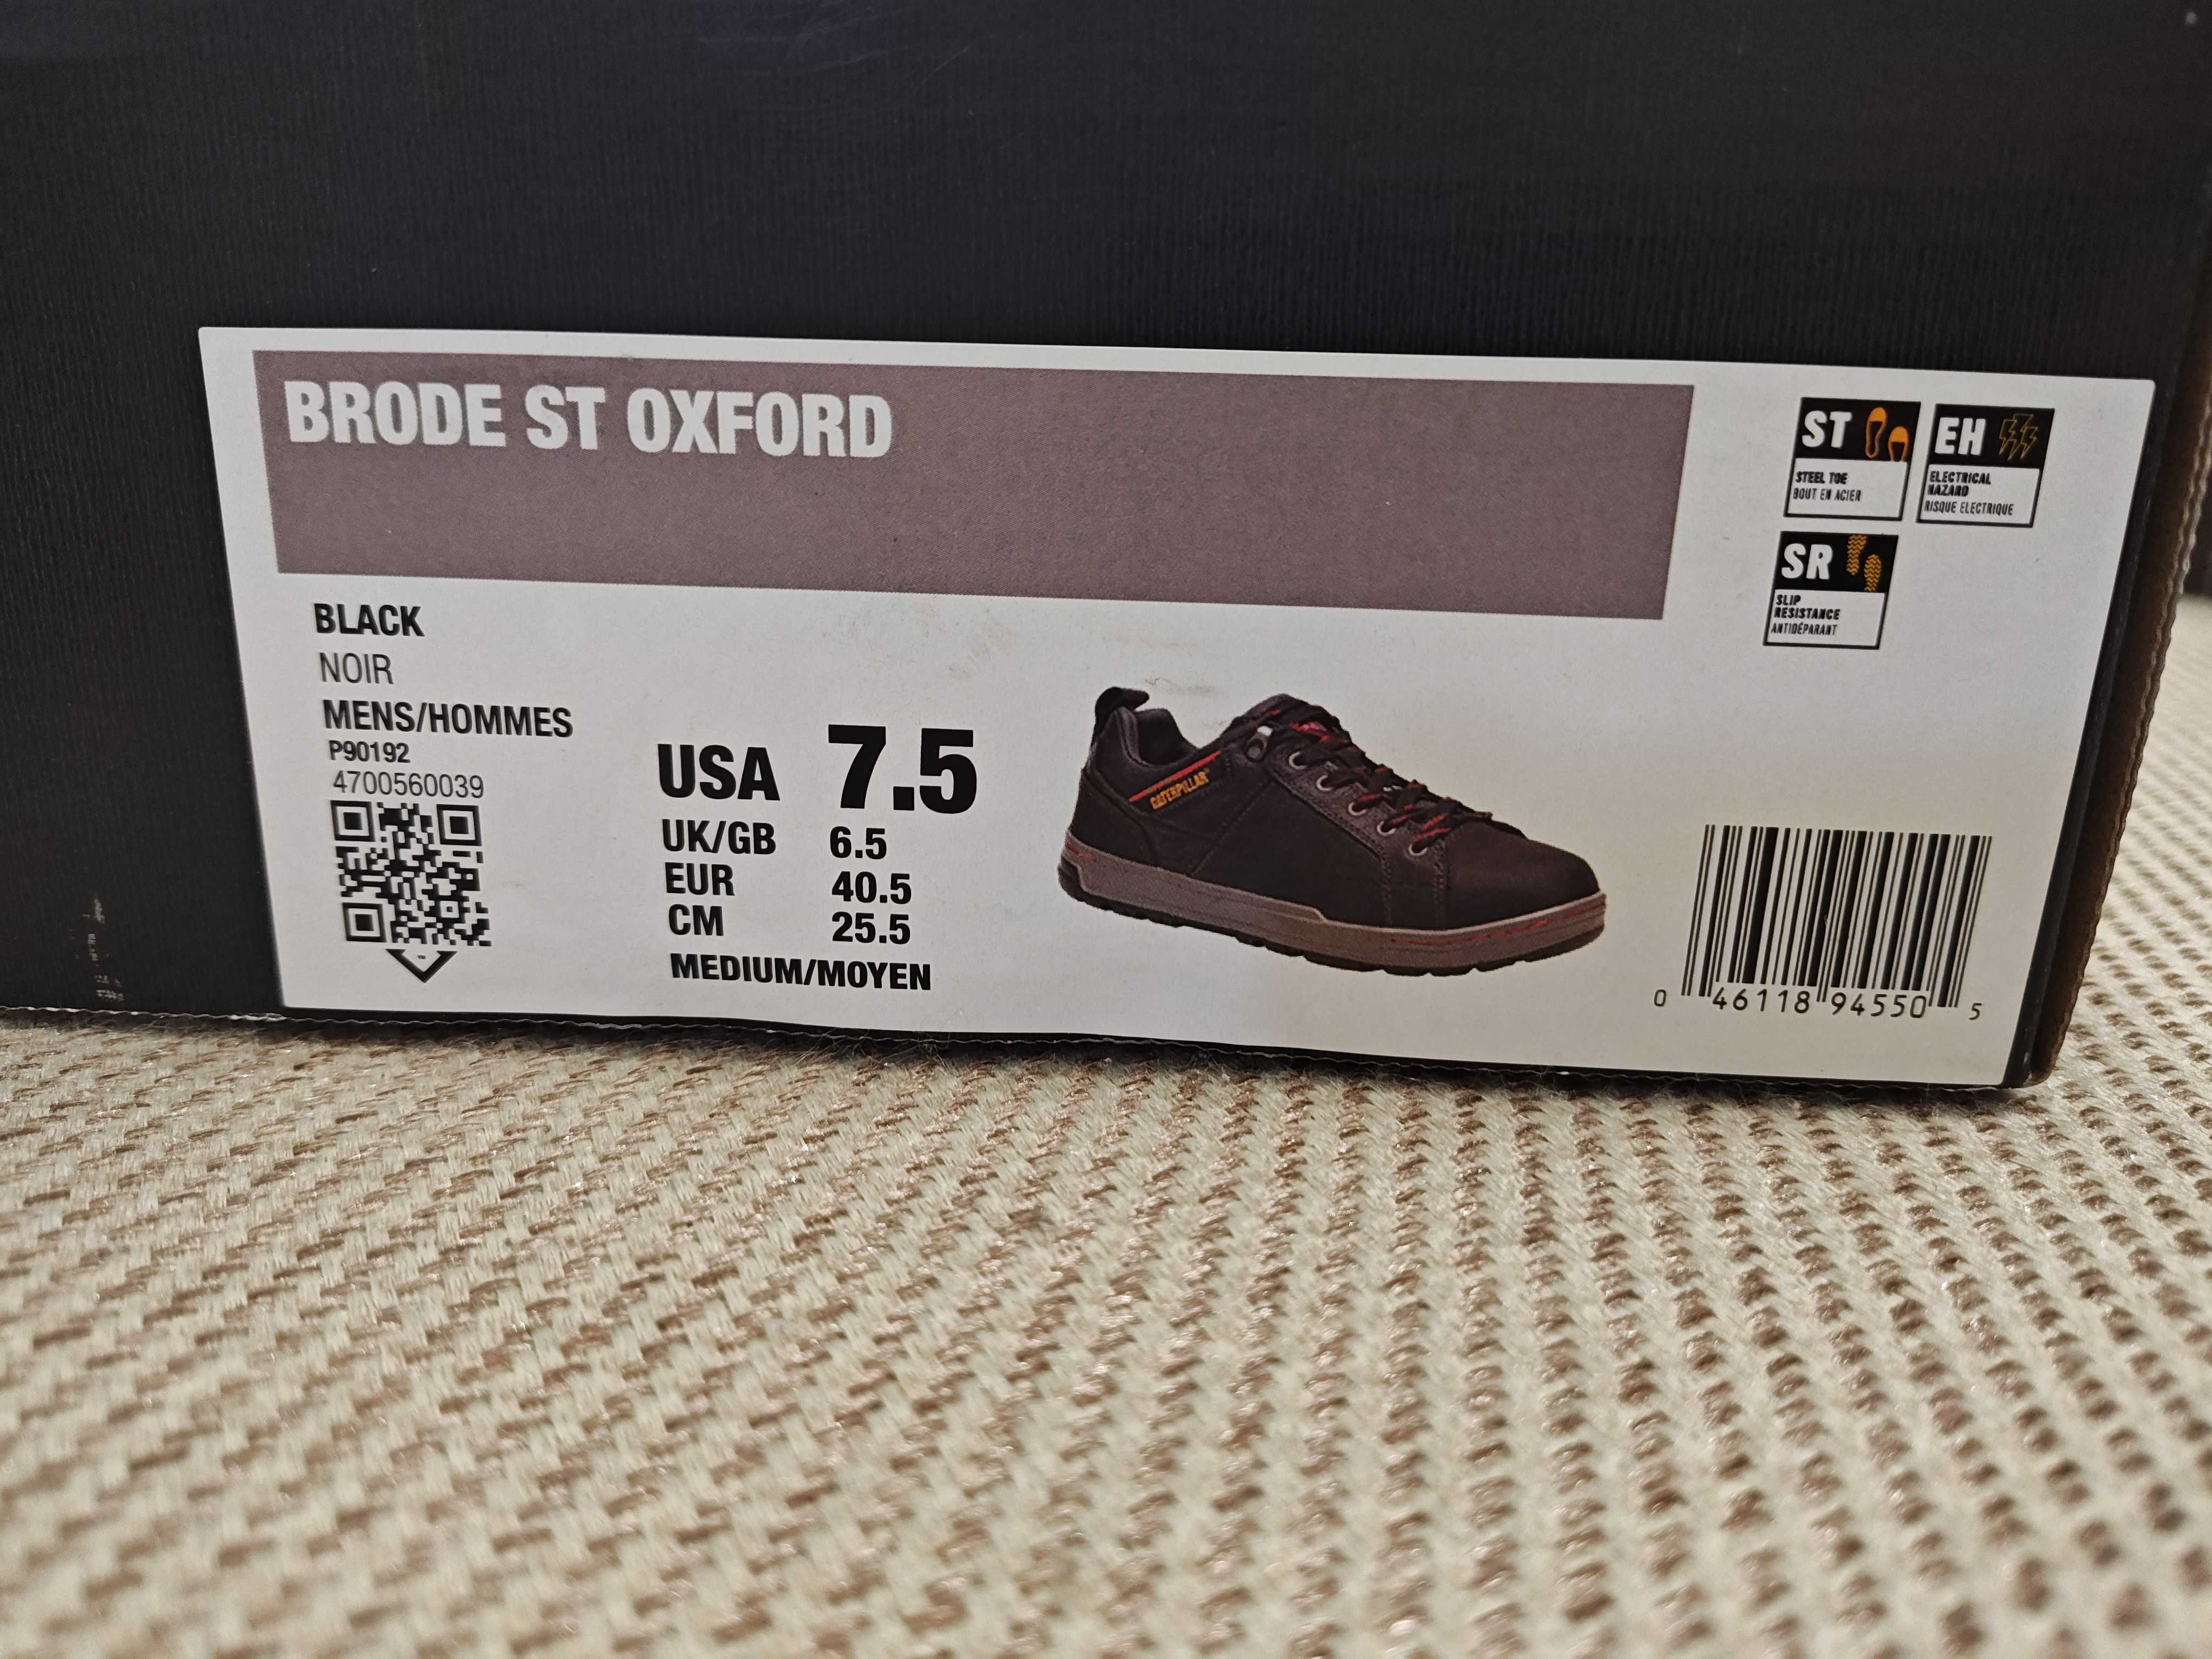 BRODE ST OXFORD
BLACK
NOIR
MENS/HOMMES
P90192
4700560039
USA 7.5
UK/GB 6.5
EUR 40.5
CM 25.5
MEDIUM/MOYEN
CATERPILLAR
ST
STEEL TOE
BOUT EN ACIER
EH
ELECTRICAL
HAZARD
RISQUE ELECTRIQUE
SR
SLIP
RESISTANCE
ANTIDÉPARANT
0 46118 94550 5